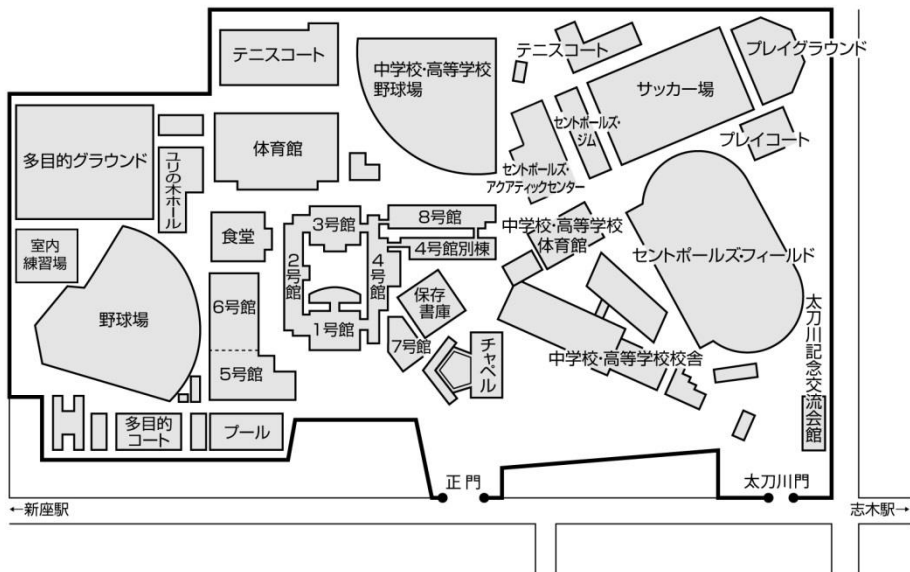 テニスコート
中学校・高等学校
野球場
テニスコート
プレイグラウンド
サッカー場
セントポールズ・
ジム
プレイコート
多目的グラウンド
ユリの木ホール
体育館
セントポールズ・
アクアティックセンター
室内
練習場
食堂
3号館
8号館
4号館別棟
中学校・高等学校
体育館
セントポールズ・フィールド
2号館
4号館
野球場
6号館
保存
書庫
1号館
7号館
チャペル
中学校・高等学校校舎
太刀川記念交流会館
5号館
多目的
コート
プール
正門
太刀川門
←新座駅
志木駅→